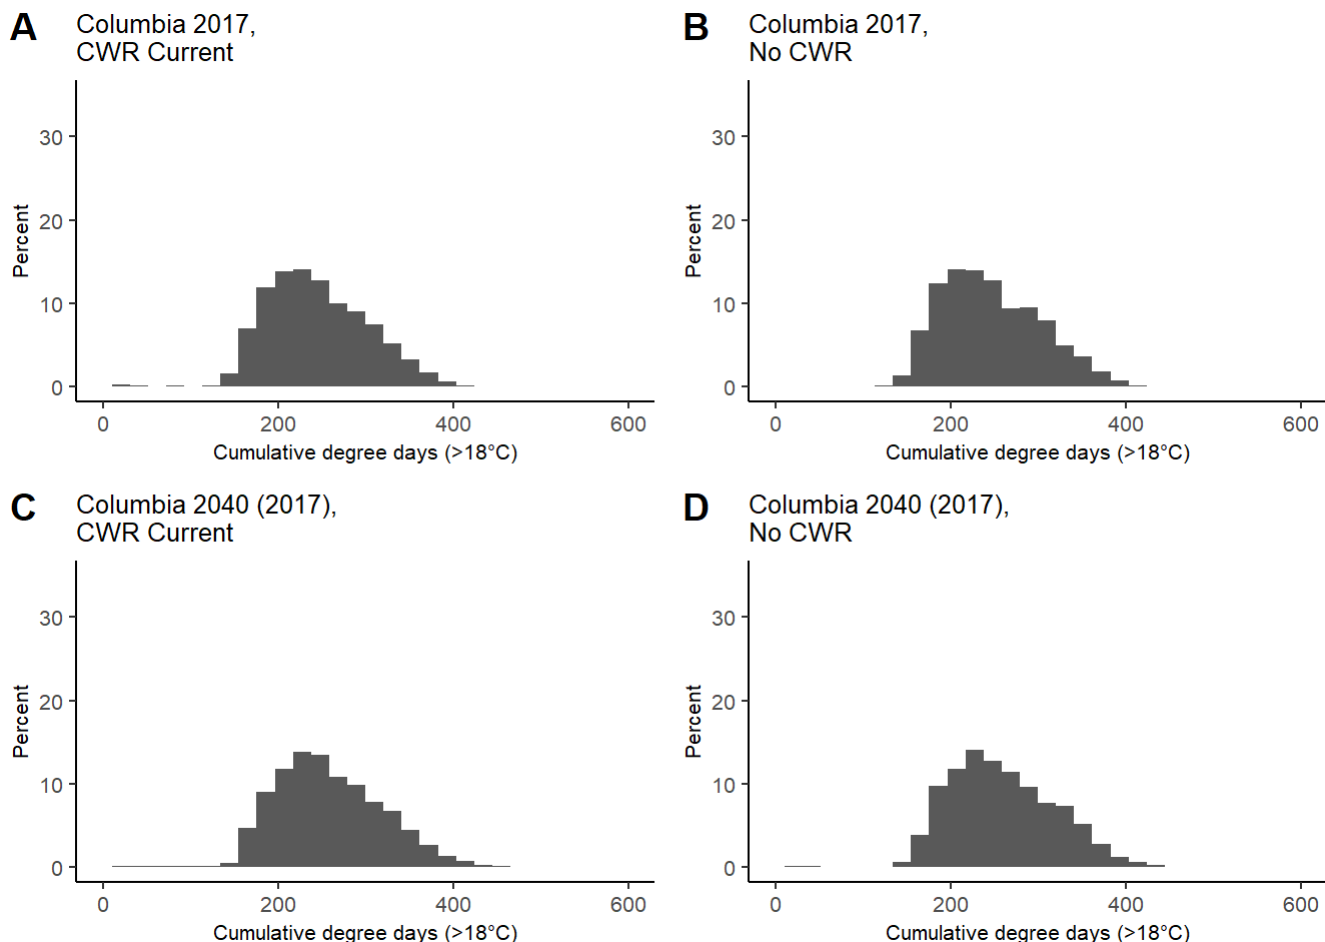 A
Columbia 2017,
CWR Current
Percent
30
20
10
0
0
200
400
600
Cumulative degree days (>18°C)
B
Columbia 2017,
No CWR
Percent
30
20
10
0
0
200
400
600
Cumulative degree days (>18°C)
C
Columbia 2040 (2017),
CWR Current
Percent
30
20
10
0
0
200
400
600
Cumulative degree days (>18°C)
D
Columbia 2040 (2017),
No CWR
Percent
30
20
10
0
0
200
400
600
Cumulative degree days (>18°C)